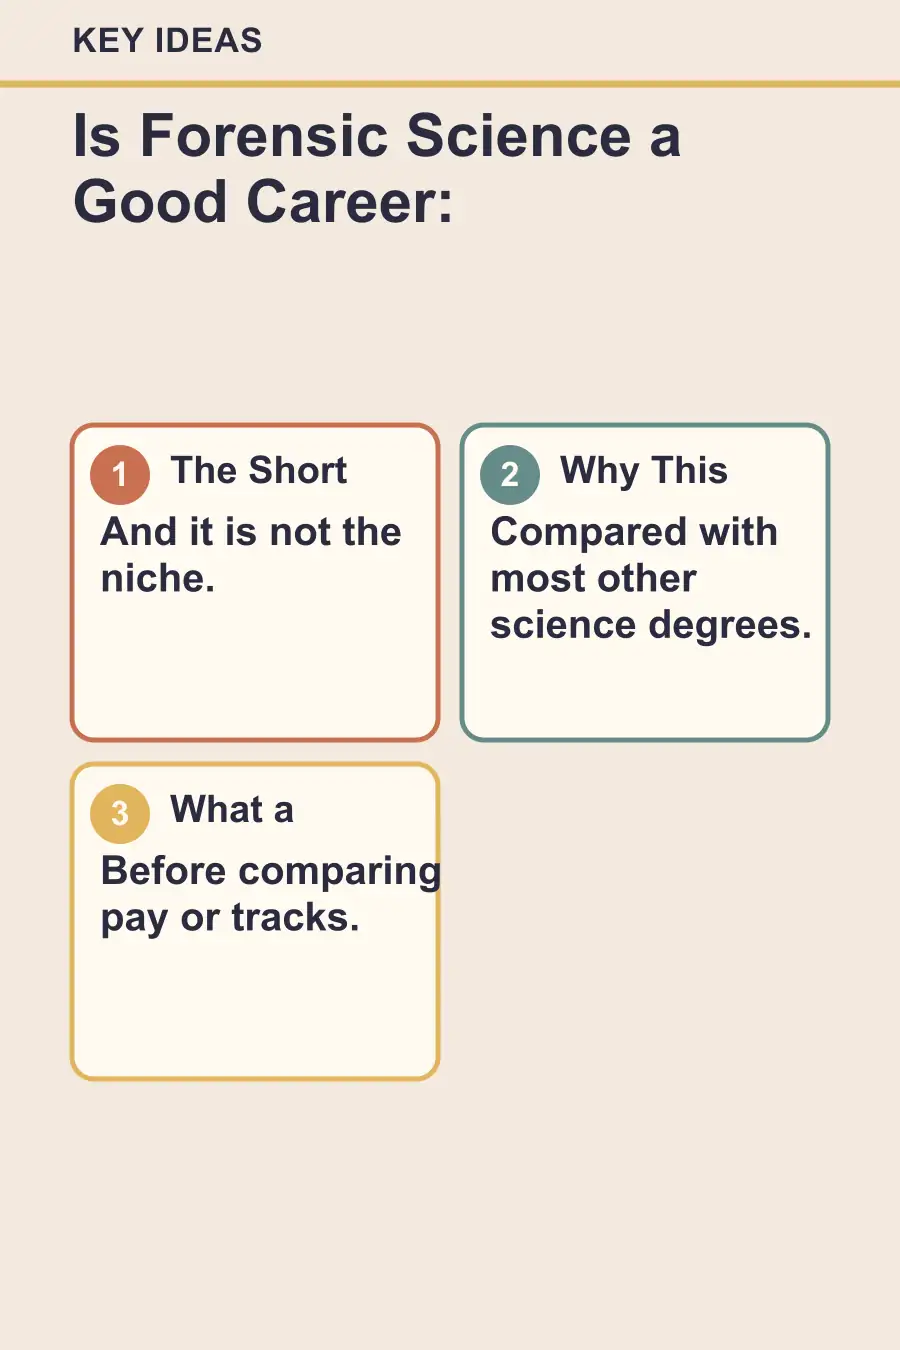 KEY IDEAS
Is Forensic Science a
Good Career:
1 The Short
And it is not the
niche.
2 Why This
Compared with
most other
science degrees.
3 What a
Before comparing
pay or tracks.